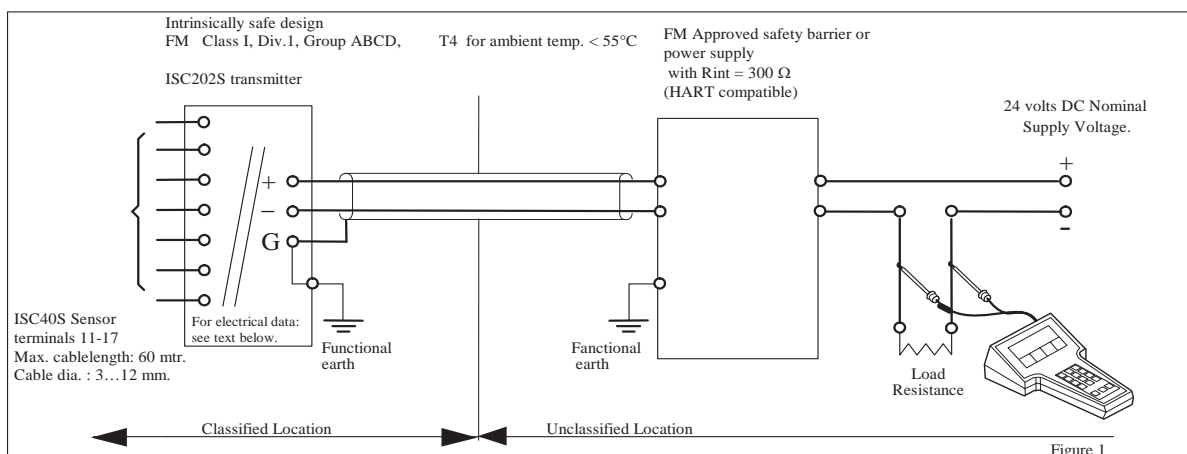 Intrinsically safe design
FM Class I, Div.1, Group ABCD, T4 for ambient temp. < 55°C
ISC202S transmitter
FM Approved safety barrier or
power supply
with Rint = 300 Ω
(HART compatible)
24 volts DC Nominal
Supply Voltage.
+
-
+
−
G
ISC40S Sensor
terminals 11-17
Max. cablelength: 60 mtr.
Cable dia. : 3…12 mm.
For electrical data:
see text below.
Functional
earth
Fanctional
earth
Load
Resistance
Classified Location
Unclassified Location
Figure 1